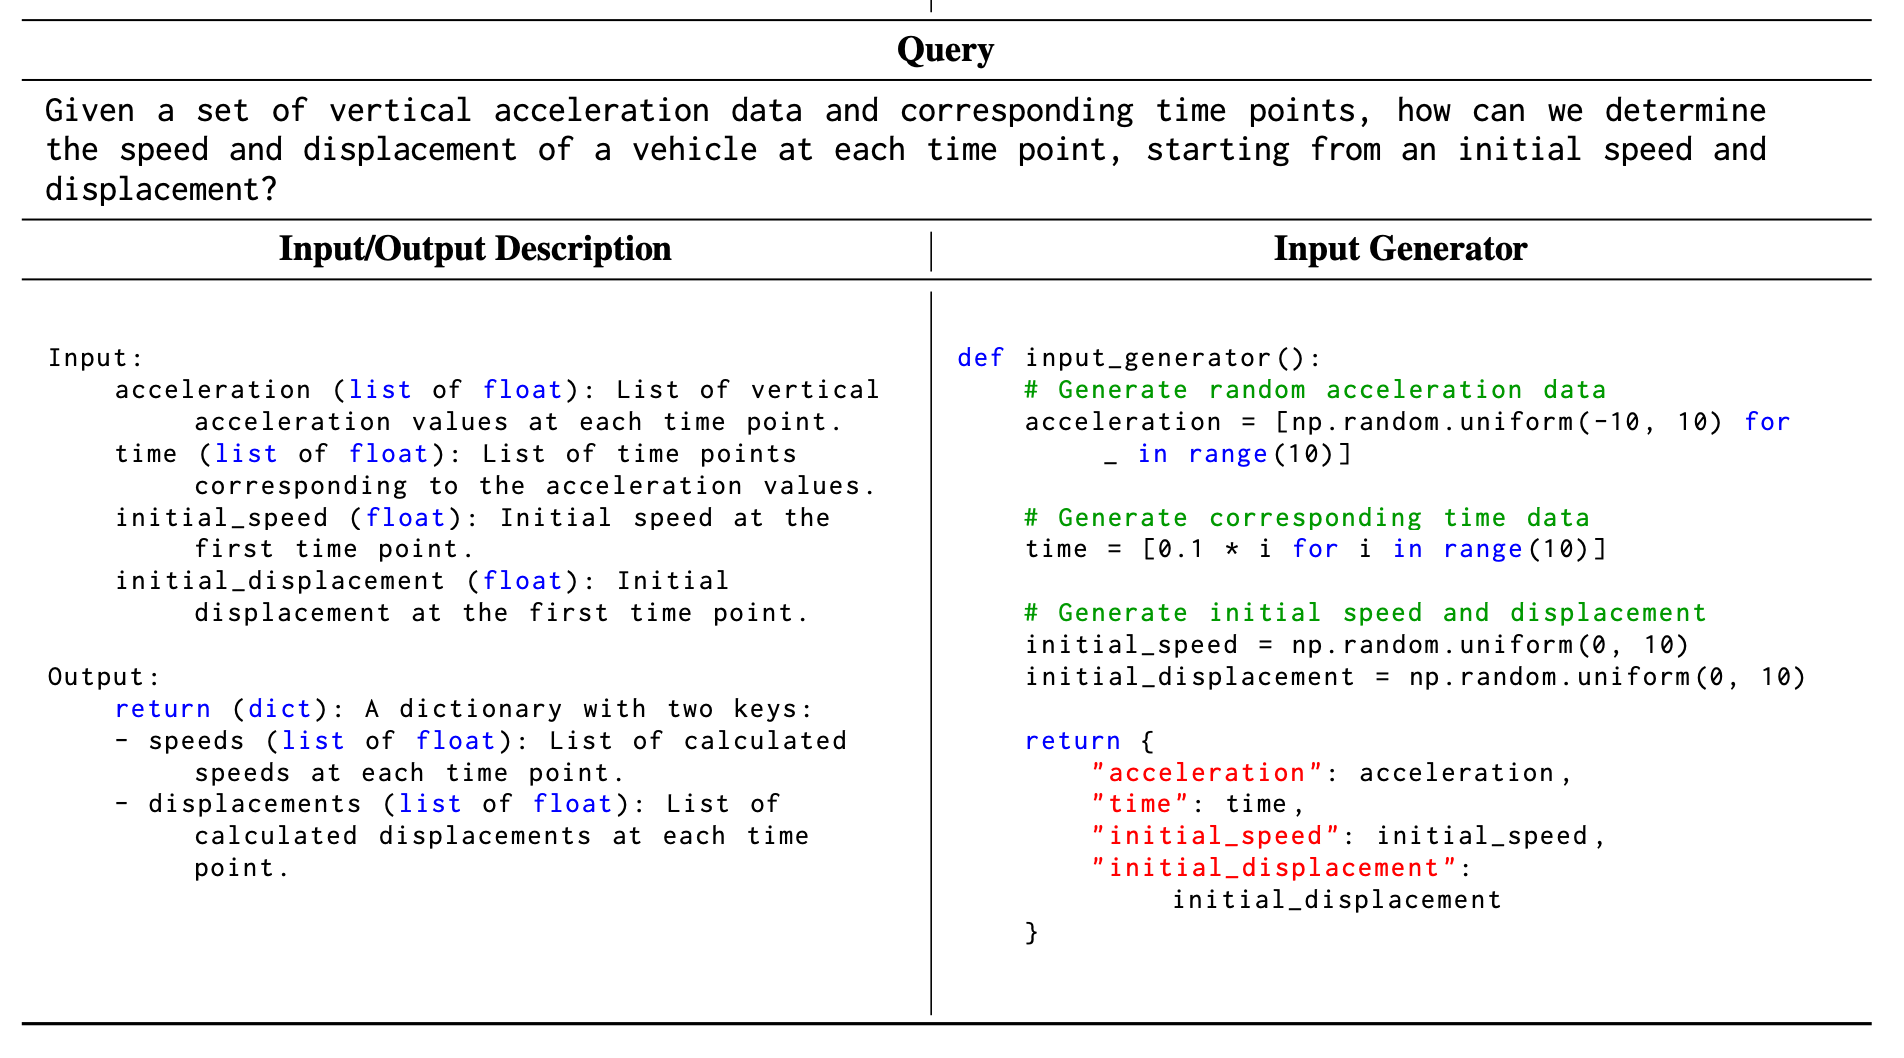 Query
Given a set of vertical acceleration data and corresponding time points, how can we determine
the speed and displacement of a vehicle at each time point, starting from an initial speed and
displacement?
Input/Output Description
Input:
acceleration (list of float): List of vertical
acceleration values at each time point.
time (list of float): List of time points
corresponding to the acceleration values.
initial_speed (float): Initial speed at the
first time point.
initial_displacement (float): Initial
displacement at the first time point.
Output:
return (dict): A dictionary with two keys:
- speeds (list of float): List of calculated
speeds at each time point.
- displacements (list of float): List of
calculated displacements at each time
point.
Input Generator
def input_generator():
# Generate random acceleration data
acceleration = [np.random.uniform(-10, 10) for
_ in range(10)]
# Generate corresponding time data
time = [0.1 * i for i in range(10)]
# Generate initial speed and displacement
initial_speed = np.random.uniform(0, 10)
initial_displacement = np.random.uniform(0, 10)
return {
"acceleration": acceleration,
"time": time,
"initial_speed": initial_speed,
"initial_displacement":
initial_displacement
}